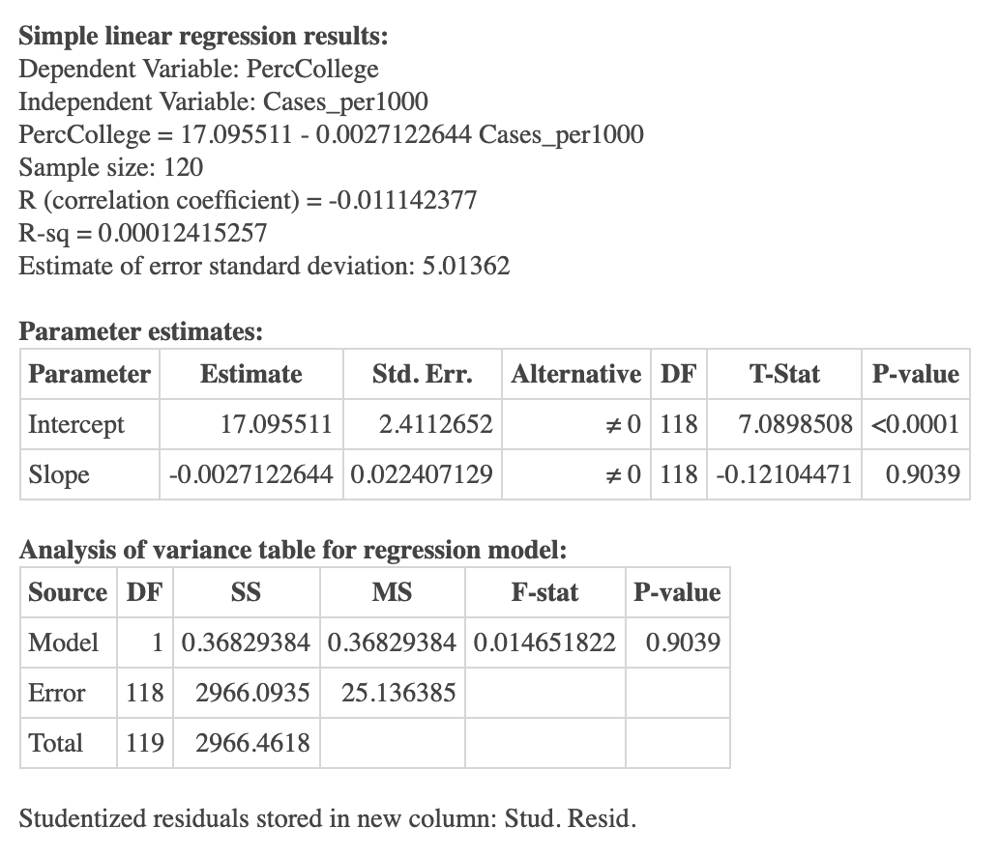 Simple linear regression results:
Dependent Variable: PercCollege
Independent Variable: Cases_per1000
PercCollege = 17.095511 - 0.0027122644 Cases_per1000
Sample size: 120
R (correlation coefficient) = -0.011142377
R-sq = 0.00012415257
Estimate of error standard deviation: 5.01362
Parameter estimates:
Parameter Estimate Std. Err. Alternative DF T-Stat P-value
Intercept 17.095511 2.4112652 ≠ 0 118 7.0898508 <0.0001
Slope -0.0027122644 0.022407129 ≠ 0 118 -0.12104471 0.9039
Analysis of variance table for regression model:
Source DF SS MS F-stat P-value
Model 1 0.36829384 0.36829384 0.014651822 0.9039
Error 118 2966.0935 25.136385
Total 119 2966.4618
Studentized residuals stored in new column: Stud. Resid.